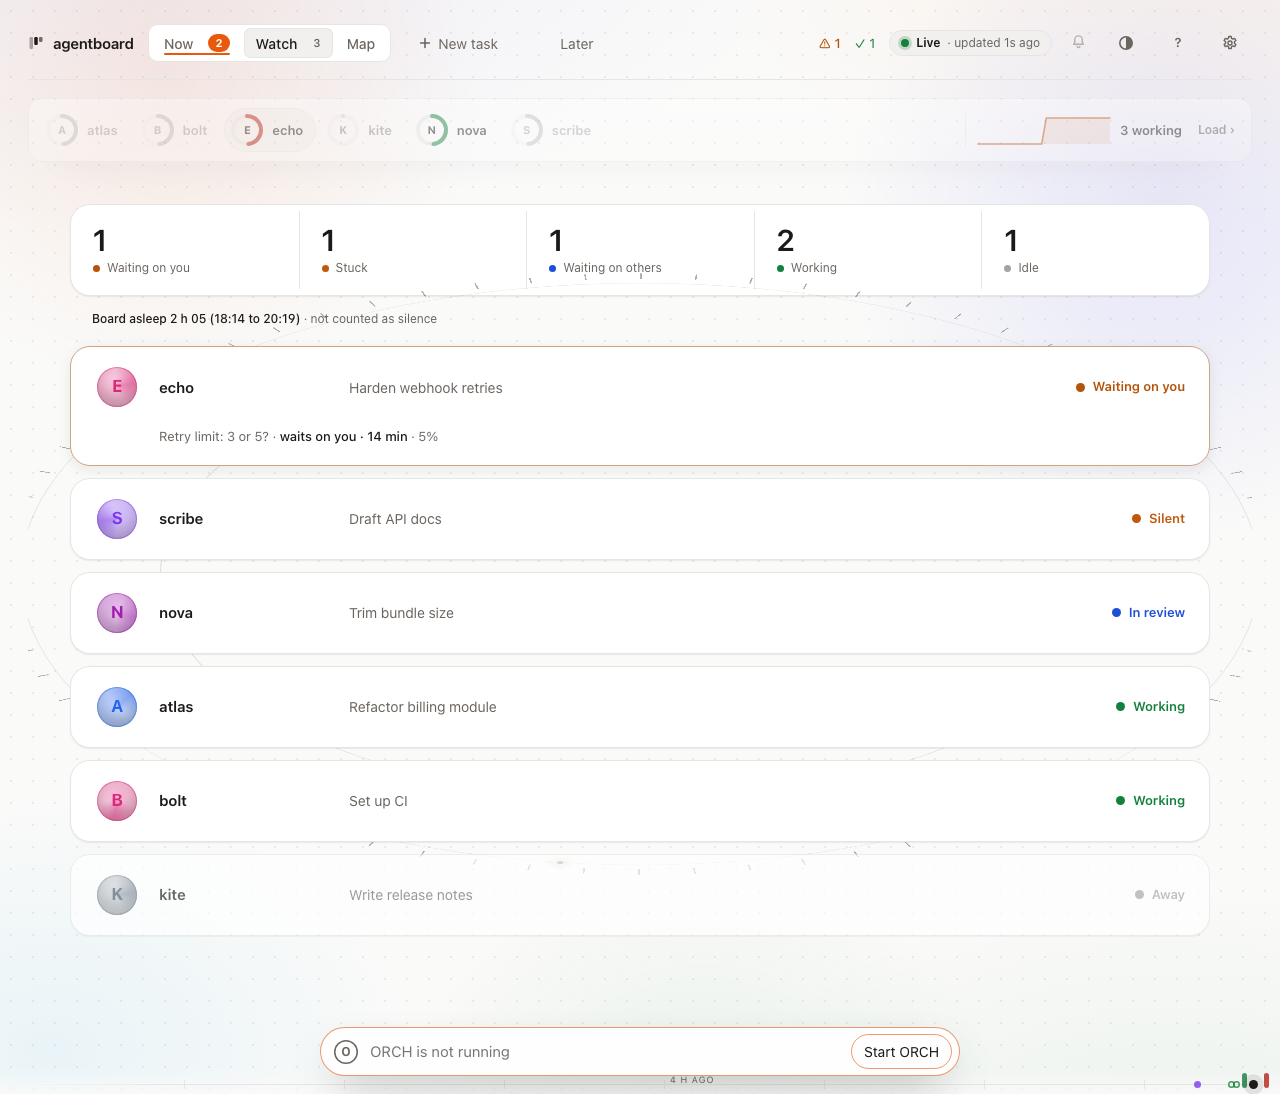 agentboard Now 2 Watch 3 Map + New task Later 1 1 Live · updated 1s ago ?
A atlas B bolt E echo K kite N nova S scribe 3 working Load ›
1 1 1 2 1
Waiting on you Stuck Waiting on others Working Idle
Board asleep 2 h 05 (18:14 to 20:19) · not counted as silence
E echo Harden webhook retries Waiting on you
Retry limit: 3 or 5? · waits on you · 14 min · 5%
S scribe Draft API docs Silent
N nova Trim bundle size In review
A atlas Refactor billing module Working
B bolt Set up CI Working
K kite Write release notes Away
O ORCH is not running Start ORCH
4 H AGO